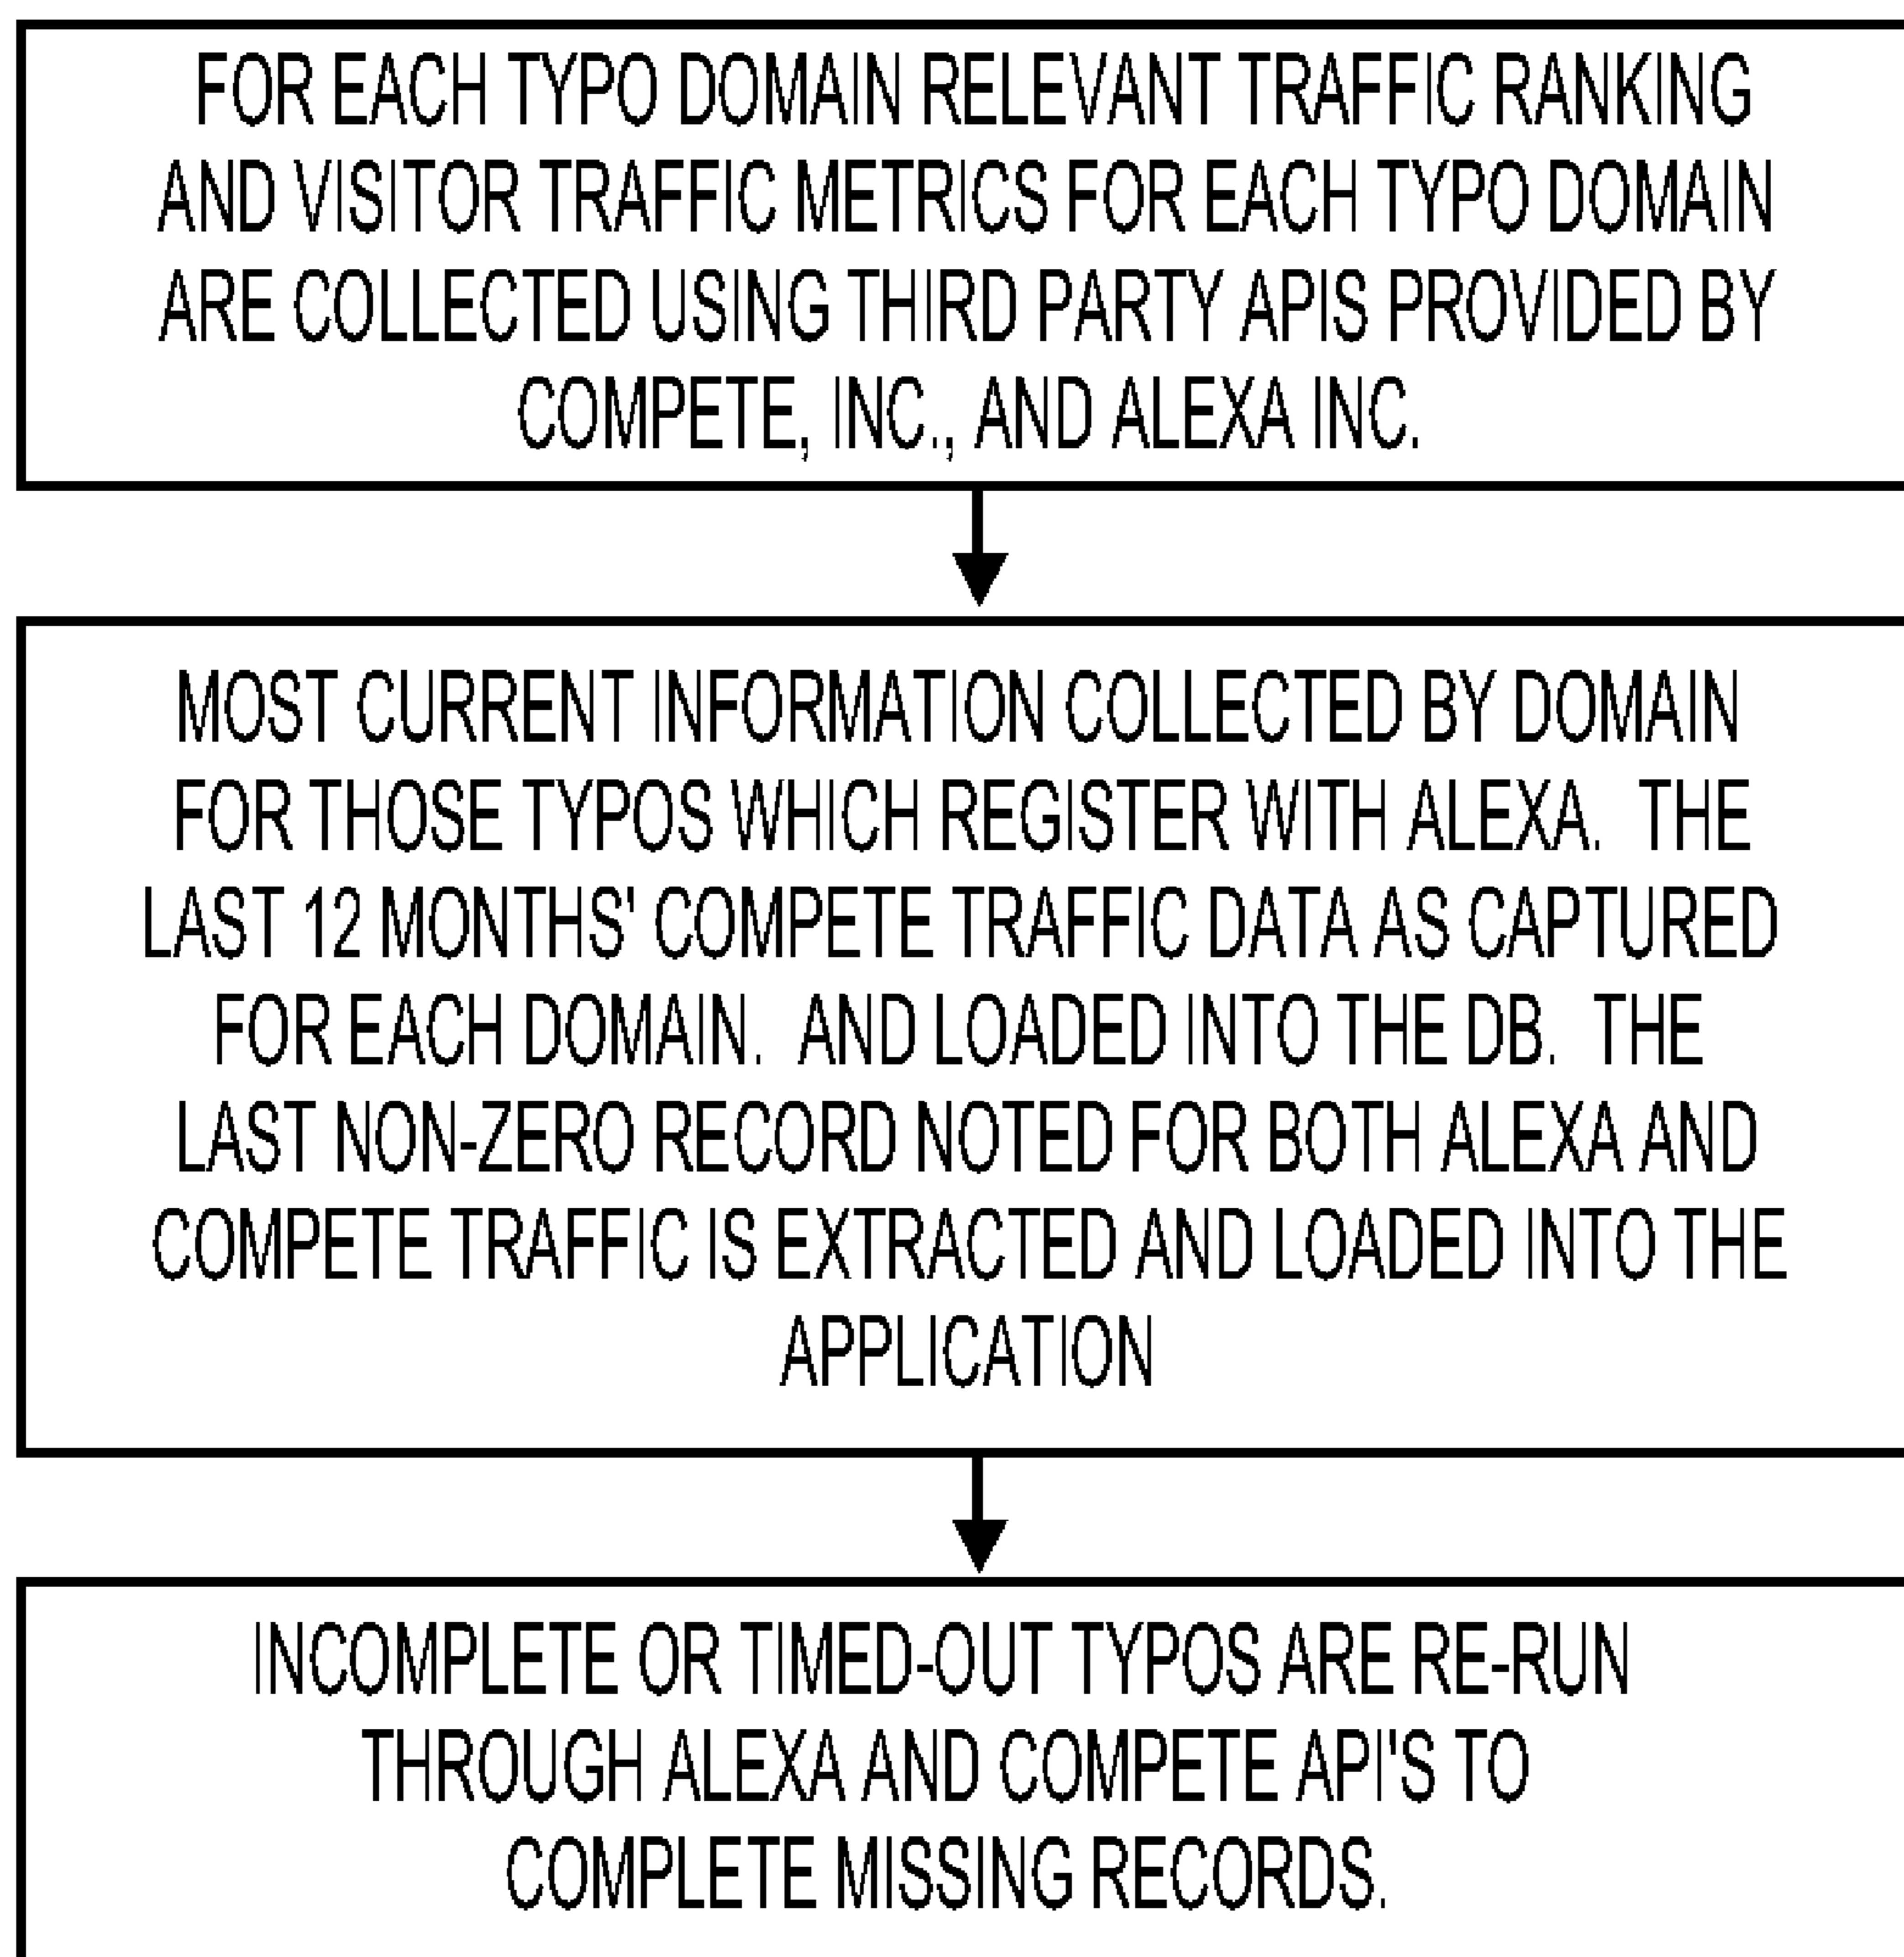 FOR EACH TYPO DOMAIN RELEVANT TRAFFIC RANKING
AND VISITOR TRAFFIC METRICS FOR EACH TYPO DOMAIN
ARE COLLECTED USING THIRD PARTY APIS PROVIDED BY
COMPETE, INC., AND ALEXA INC.
MOST CURRENT INFORMATION COLLECTED BY DOMAIN
FOR THOSE TYPOS WHICH REGISTER WITH ALEXA. THE
LAST 12 MONTHS' COMPETE TRAFFIC DATA AS CAPTURED
FOR EACH DOMAIN. AND LOADED INTO THE DB. THE
LAST NON-ZERO RECORD NOTED FOR BOTH ALEXA AND
COMPETE TRAFFIC IS EXTRACTED AND LOADED INTO THE
APPLICATION
INCOMPLETE OR TIMED-OUT TYPOS ARE RE-RUN
THROUGH ALEXA AND COMPETE API"S TO
COMPLETE MISSING RECORDS.